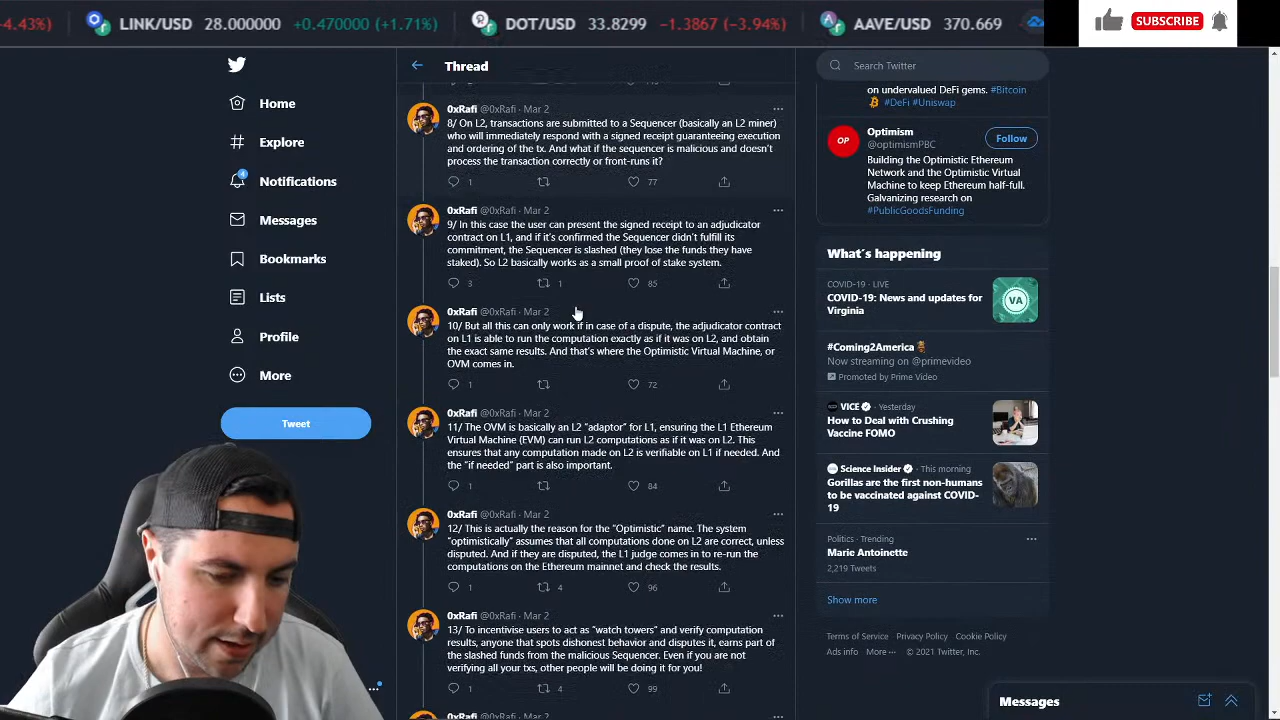 -4.43%) LINK/USD 28.000000 +0.470000 (+1.71%) DOT/USD 33.8299 -1.3867 (-3.94%) AAVE/USD 370.669
SUBSCRIBE
Thread
Search Twitter
Home
Explore
4
Notifications
Messages
Bookmarks
Lists
Profile
More
Tweet
0xRafi @0xRafi · Mar 2
8/ On L2, transactions are submitted to a Sequencer (basically an L2 miner)
who will immediately respond with a signed receipt guaranteeing execution
and ordering of the tx. And what if the sequencer is malicious and doesn't
process the transaction correctly or front-runs it?
1 77
0xRafi @0xRafi · Mar 2
9/ In this case the user can present the signed receipt to an adjudicator
contract on L1, and if it's confirmed the Sequencer didn't fulfill its
commitment, the Sequencer is slashed (they lose the funds they have
staked). So L2 basically works as a small proof of stake system.
3 1 85
0xRafi @0xRafi · Mar 2
10/ But all this can only work if in case of a dispute, the adjudicator contract
on L1 is able to run the computation exactly as if it was on L2, and obtain
the exact same results. And that's where the Optimistic Virtual Machine, or
OVM comes in.
1 72
0xRafi @0xRafi · Mar 2
11/ The OVM is basically an L2 "adaptor" for L1, ensuring the L1 Ethereum
Virtual Machine (EVM) can run L2 computations as if it was on L2. This
ensures that any computation made on L2 is verifiable on L1 if needed. And
the "if needed" part is also important.
1 84
0xRafi @0xRafi · Mar 2
12/ This is actually the reason for the "Optimistic" name. The system
"optimistically" assumes that all computations done on L2 are correct, unless
disputed. And if they are disputed, the L1 judge comes in to re-run the
computations on the Ethereum mainnet and check the results.
1 4 96
0xRafi @0xRafi · Mar 2
13/ To incentivise users to act as "watch towers" and verify computation
results, anyone that spots dishonest behavior and disputes it, earns part of
the slashed funds from the malicious Sequencer. Even if you are not
verifying all your txs, other people will be doing it for you!
1 4 99
0xRafi @0xRafi · Mar 2
on undervalued DeFi gems. #Bitcoin
#DeFi #Uniswap
OP
Optimism
@optimismPBC
Follow
Building the Optimistic Ethereum
Network and the Optimistic Virtual
Machine to keep Ethereum half-full.
Galvanizing research on
#PublicGoodsFunding
What's happening
COVID-19 · LIVE
COVID-19: News and updates for
Virginia
VA
#Coming2America
Now streaming on @primevideo
Promoted by Prime Video
VICE · Yesterday
How to Deal with Crushing
Vaccine FOMO
Science Insider · This morning
Gorillas are the first non-humans
to be vaccinated against COVID-
19
Politics · Trending
Marie Antoinette
2,219 Tweets
Show more
Terms of Service Privacy Policy Cookie Policy
Ads info More © 2021 Twitter, Inc.
Messages